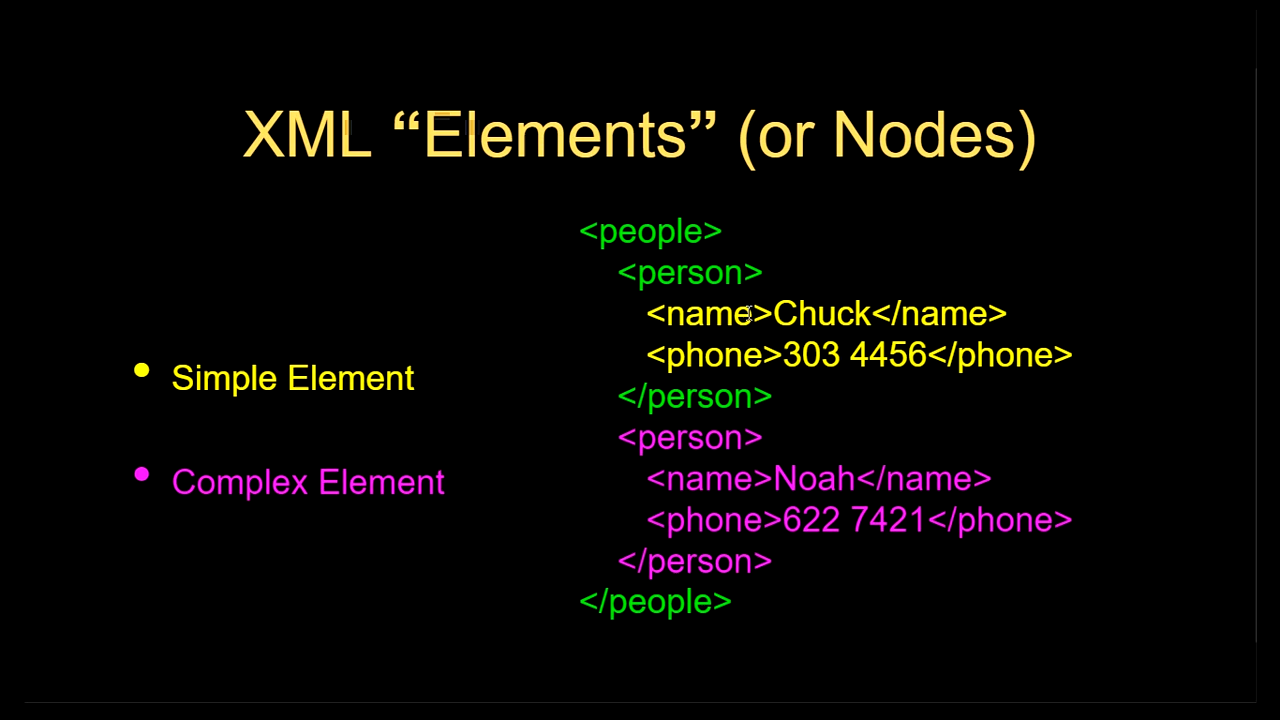 XML “Elements” (or Nodes)
• Simple Element
• Complex Element
<people>
<person>
<name>Chuck</name>
<phone>303 4456</phone>
</person>
<person>
<name>Noah</name>
<phone>622 7421</phone>
</person>
</people>